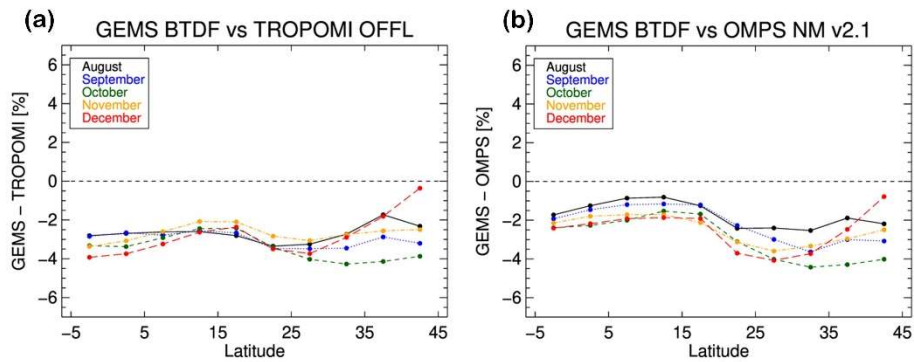 (a)
GEMS BTDF vs TROPOMI OFFL
GEMS − TROPOMI [%]
6
4
2
0
−2
−4
−6
August
September
October
November
December
−5 5 15 25 35 45
Latitude
(b)
GEMS BTDF vs OMPS NM v2.1
GEMS − OMPS [%]
6
4
2
0
−2
−4
−6
August
September
October
November
December
−5 5 15 25 35 45
Latitude